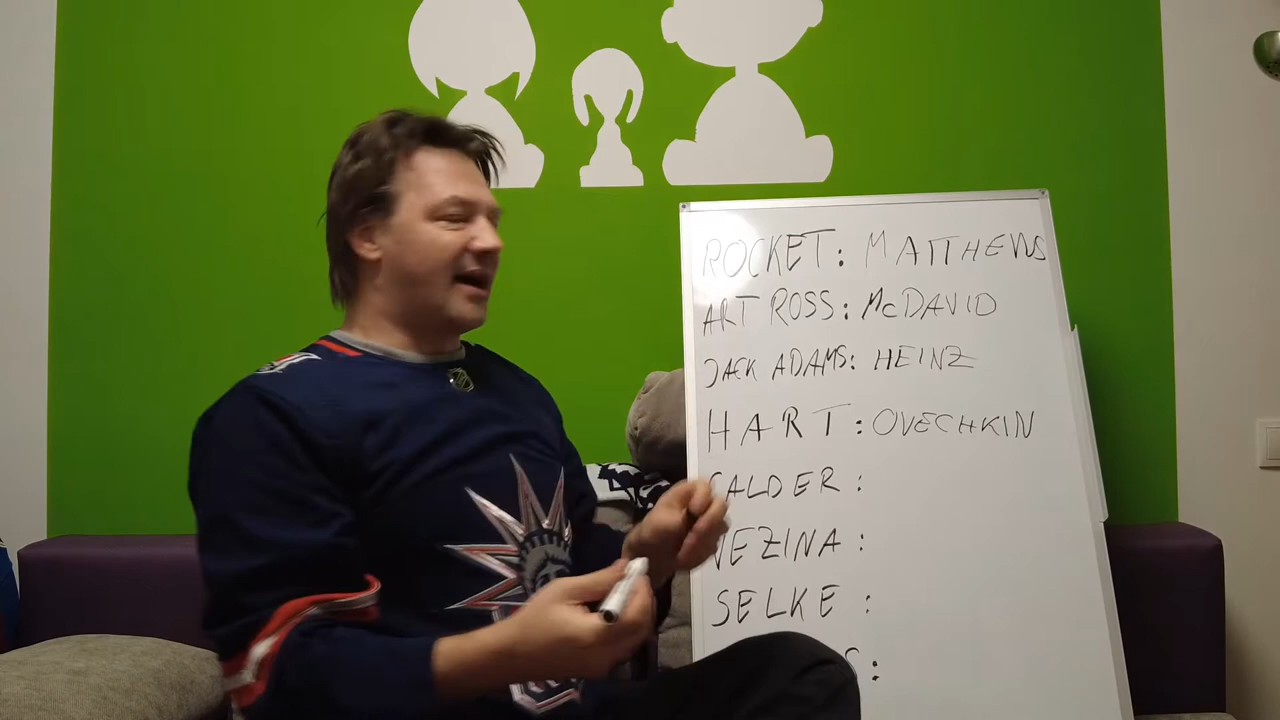 ROCKET: MATTHEWS
ART ROSS: McDAVID
JACK ADAMS: HEINZ
HART: OVECHKIN
CALDER:
VEZINA:
SELKE:
S: